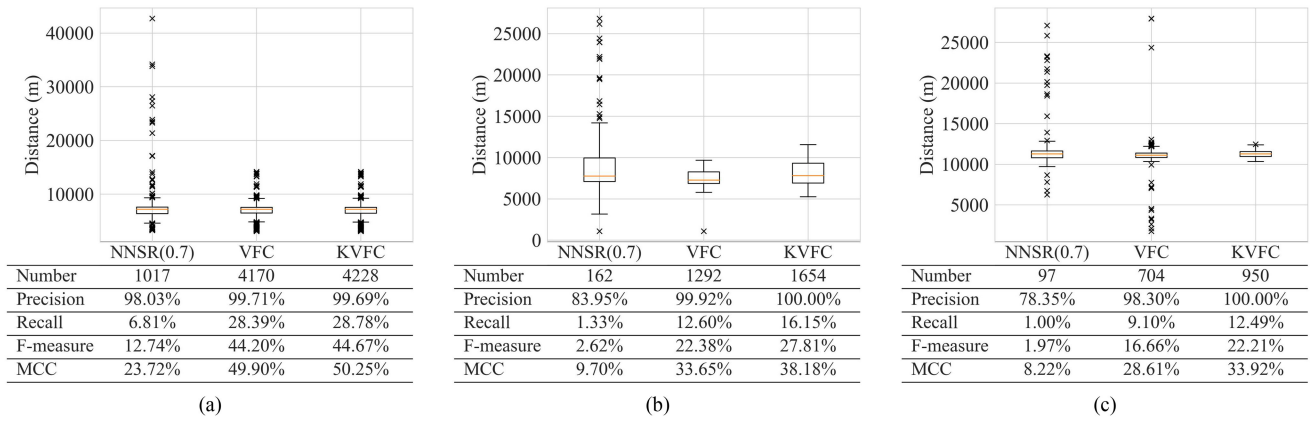 40000
30000
20000
10000
Distance (m)
NNSR(0.7) VFC KVFC
Number 1017 4170 4228
Precision 98.03% 99.71% 99.69%
Recall 6.81% 28.39% 28.78%
F-measure 12.74% 44.20% 44.67%
MCC 23.72% 49.90% 50.25%
(a)
25000
20000
15000
10000
5000
0
Distance (m)
NNSR(0.7) VFC KVFC
Number 162 1292 1654
Precision 83.95% 99.92% 100.00%
Recall 1.33% 12.60% 16.15%
F-measure 2.62% 22.38% 27.81%
MCC 9.70% 33.65% 38.18%
(b)
25000
20000
15000
10000
5000
Distance (m)
NNSR(0.7) VFC KVFC
Number 97 704 950
Precision 78.35% 98.30% 100.00%
Recall 1.00% 9.10% 12.49%
F-measure 1.97% 16.66% 22.21%
MCC 8.22% 28.61% 33.92%
(c)